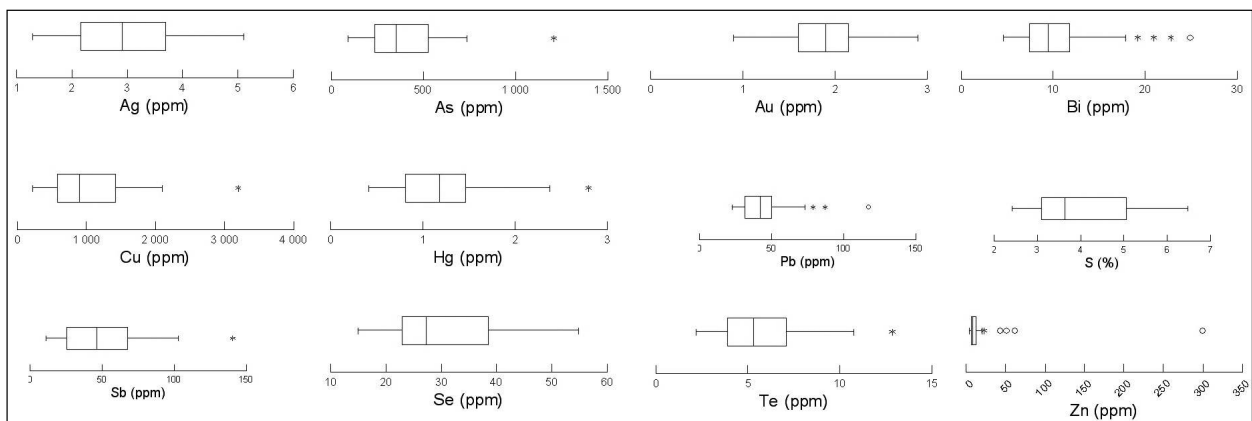 1 2 3 4 5 6
Ag (ppm)
0 500 1 000 1 500
As (ppm)
0 1 2 3
Au (ppm)
0 10 20 30
Bi (ppm)
0 1 000 2 000 3 000 4 000
Cu (ppm)
0 1 2 3
Hg (ppm)
0 50 100 150
Pb (ppm)
2 3 4 5 6 7
S (%)
0 50 100 150
Sb (ppm)
10 20 30 40 50 60
Se (ppm)
0 5 10 15
Te (ppm)
0 50 100 150 200 250 300 350
Zn (ppm)